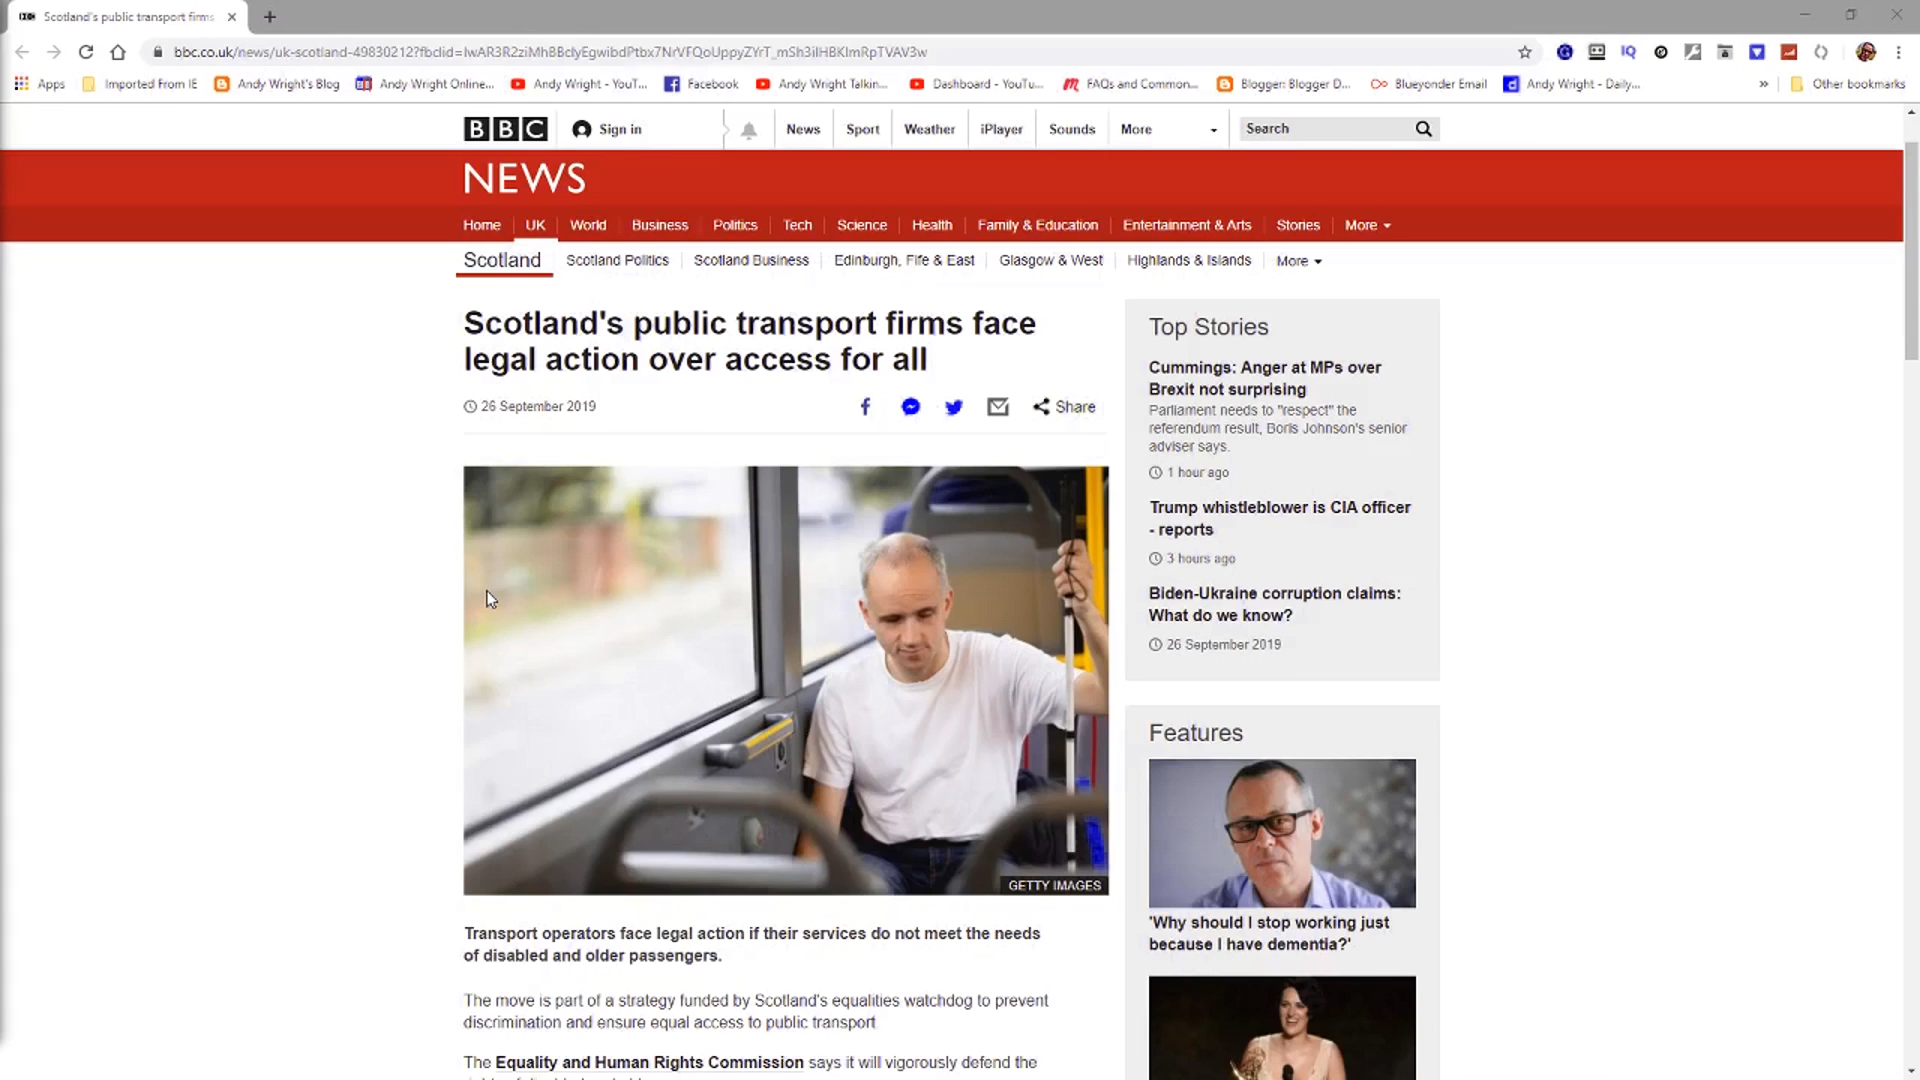 Scotland's public transport firms
bbc.co.uk/news/uk-scotland-49830212?fbclid=IwAR3R2ziMhBBclyEgwibdPtbx7NrVFQoUppyZYrT_mSh3iIHBKImRpTVAV3w
Apps Imported From IE Andy Wright's Blog Andy Wright Online... Andy Wright - YouT... Facebook Andy Wright Talkin... Dashboard - YouTu... FAQs and Common... Blogger: Blogger D... Blueyonder Email Andy Wright - Daily... » Other bookmarks
BBC Sign in News Sport Weather iPlayer Sounds More Search
NEWS
Home UK World Business Politics Tech Science Health Family & Education Entertainment & Arts Stories More
Scotland Scotland Politics Scotland Business Edinburgh, Fife & East Glasgow & West Highlands & Islands More
Scotland's public transport firms face
legal action over access for all
26 September 2019
Share
GETTY IMAGES
Transport operators face legal action if their services do not meet the needs
of disabled and older passengers.
The move is part of a strategy funded by Scotland's equalities watchdog to prevent
discrimination and ensure equal access to public transport.
The Equality and Human Rights Commission says it will vigorously defend the
Top Stories
Cummings: Anger at MPs over
Brexit not surprising
Parliament needs to "respect" the
referendum result, Boris Johnson's senior
adviser says.
1 hour ago
Trump whistleblower is CIA officer
- reports
3 hours ago
Biden-Ukraine corruption claims:
What do we know?
26 September 2019
Features
'Why should I stop working just
because I have dementia?'